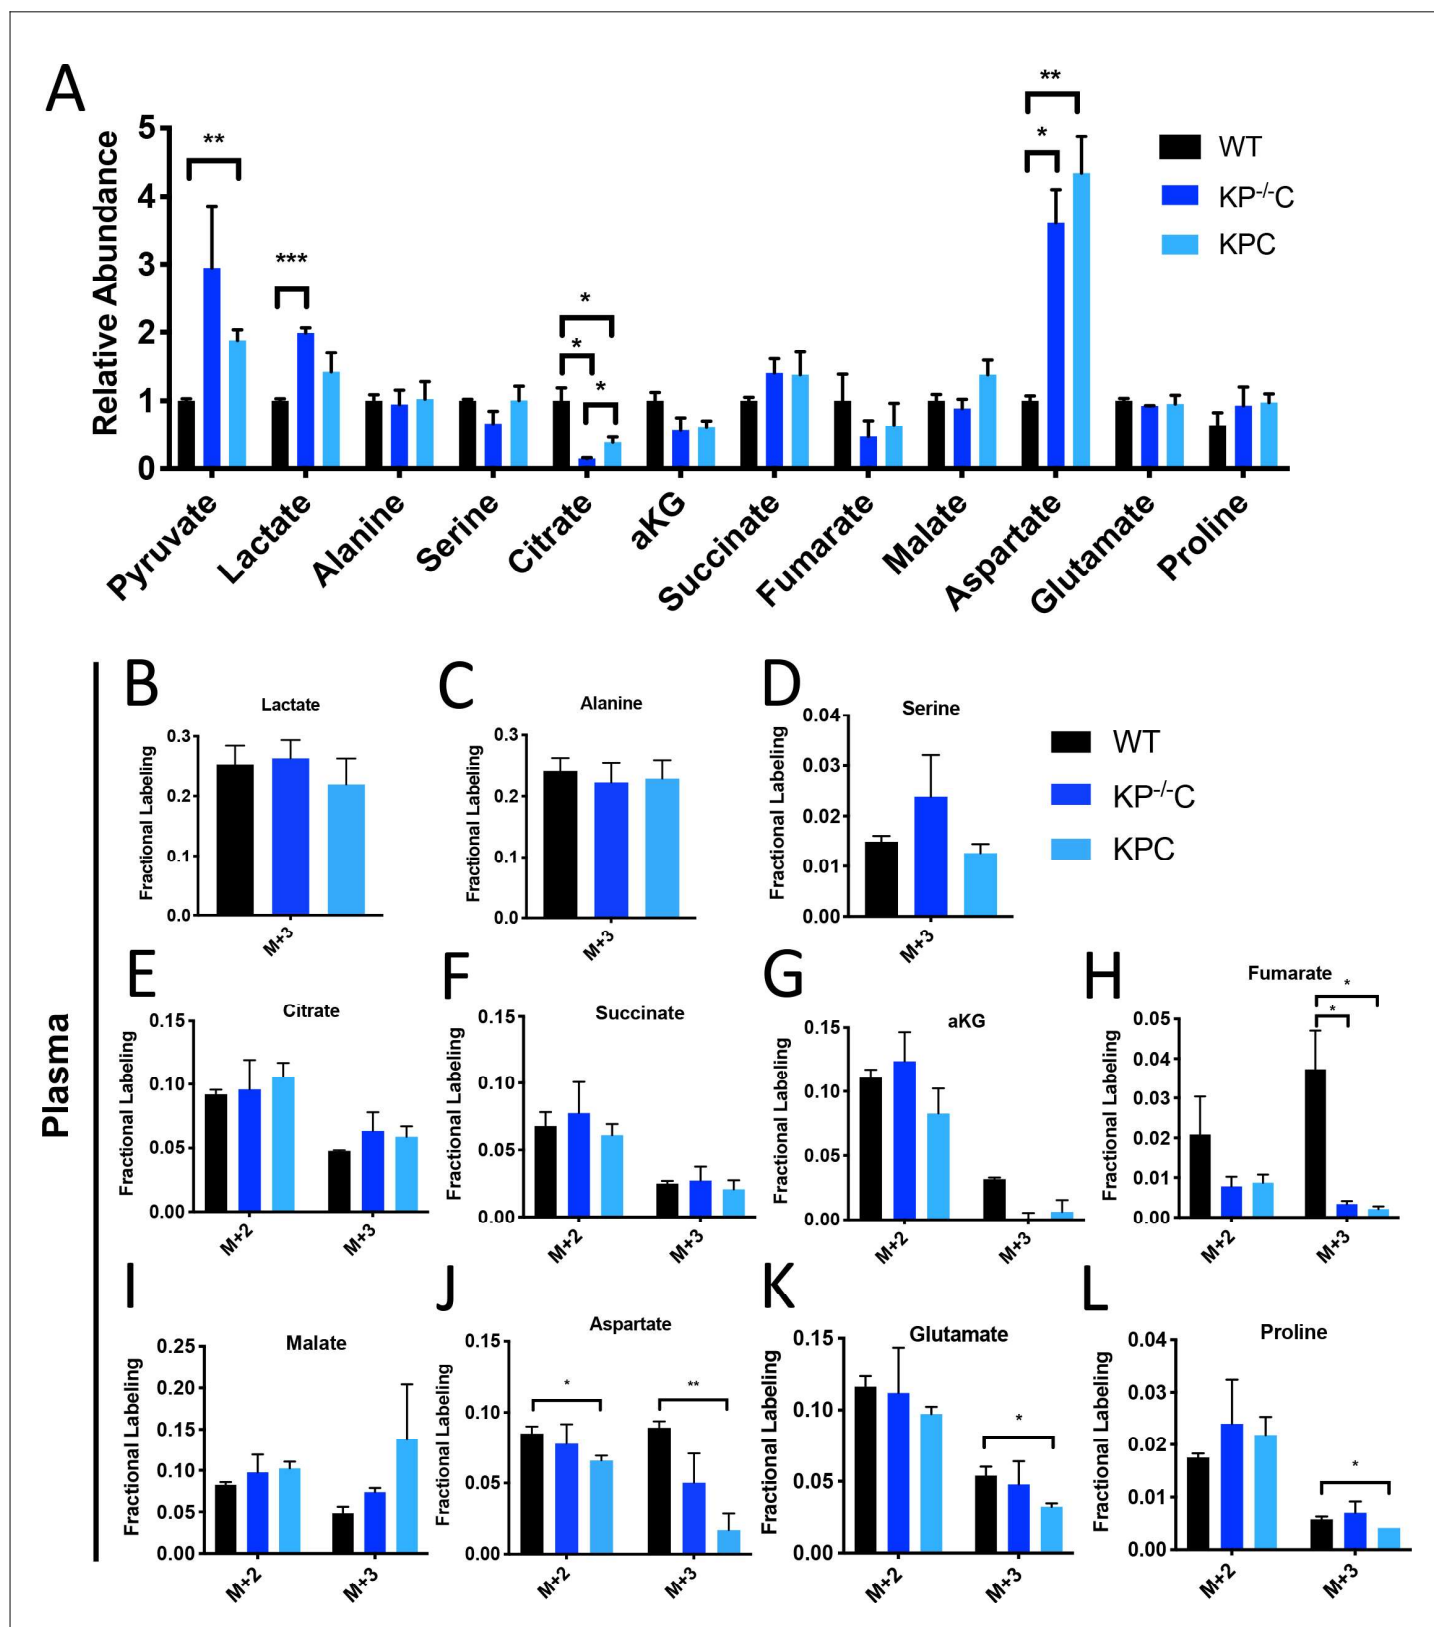 A
Relative Abundance
5
4
3
2
1
0
**
***
*
*
*
*
**
WT
KP-/-C
KPC
Pyruvate
Lactate
Alanine
Serine
Citrate
aKG
Succinate
Fumarate
Malate
Aspartate
Glutamate
Proline
Plasma
B
Lactate
Fractional Labeling
0.3
0.2
0.1
0.0
M+3
C
Alanine
Fractional Labeling
0.3
0.2
0.1
0.0
M+3
D
Serine
Fractional Labeling
0.04
0.03
0.02
0.01
0.00
M+3
WT
KP-/-C
KPC
E
Citrate
Fractional Labeling
0.15
0.10
0.05
0.00
M+2
M+3
F
Succinate
Fractional Labeling
0.15
0.10
0.05
0.00
M+2
M+3
G
aKG
Fractional Labeling
0.15
0.10
0.05
0.00
M+2
M+3
H
Fumarate
Fractional Labeling
0.05
0.04
0.03
0.02
0.01
0.00
*
*
M+2
M+3
I
Malate
Fractional Labeling
0.25
0.20
0.15
0.10
0.05
0.00
M+2
M+3
J
Aspartate
Fractional Labeling
0.15
0.10
0.05
0.00
*
**
M+2
M+3
K
Glutamate
Fractional Labeling
0.15
0.10
0.05
0.00
*
M+2
M+3
L
Proline
Fractional Labeling
0.04
0.03
0.02
0.01
0.00
*
M+2
M+3